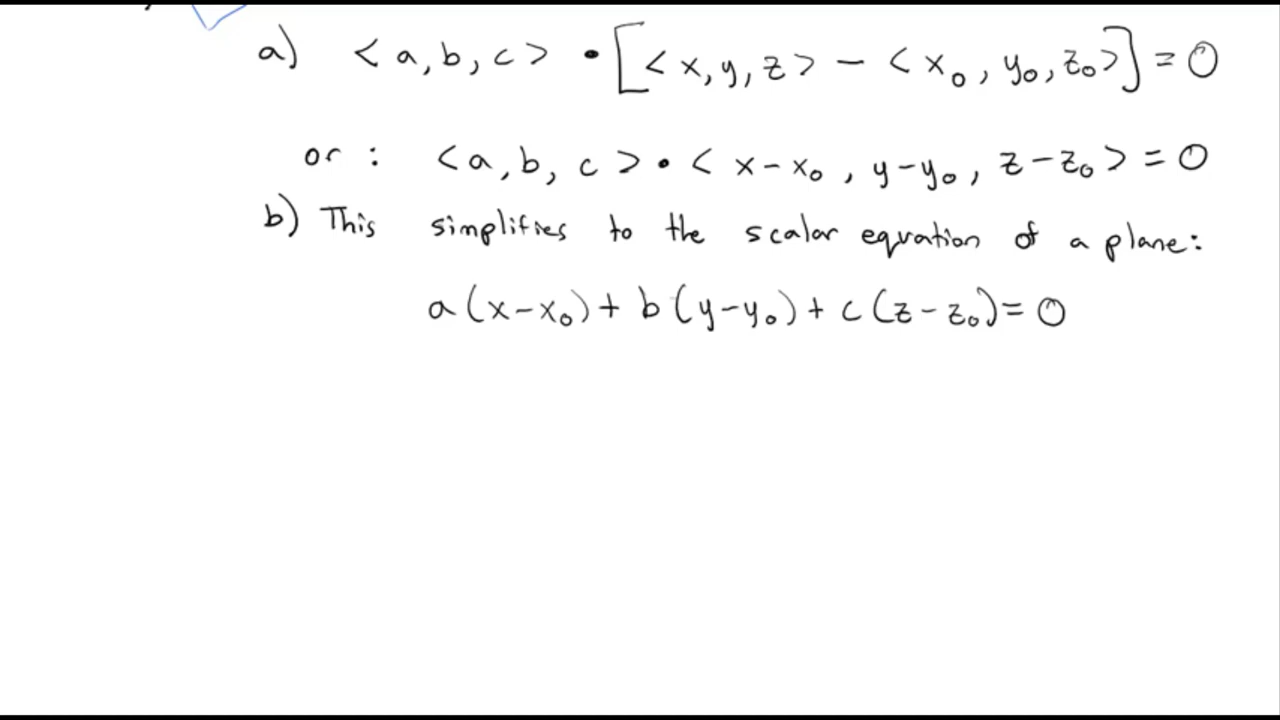 a) < a, b, c > • [< x, y, z > − < x₀, y₀, z₀ >] = 0
or : < a, b, c > • < x − x₀, y − y₀, z − z₀ > = 0
b) This simplifies to the scalar equation of a plane:
a (x − x₀) + b (y − y₀) + c (z − z₀) = 0